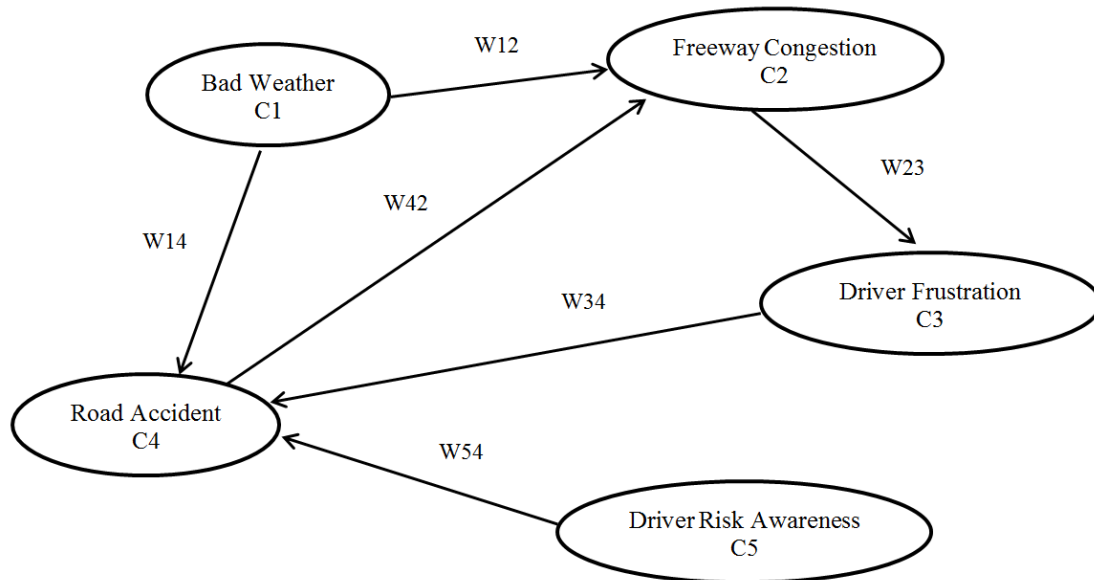 W12
Freeway Congestion
C2
Bad Weather
C1
W23
W42
W14
Driver Frustration
C3
W34
Road Accident
C4
W54
Driver Risk Awareness
C5